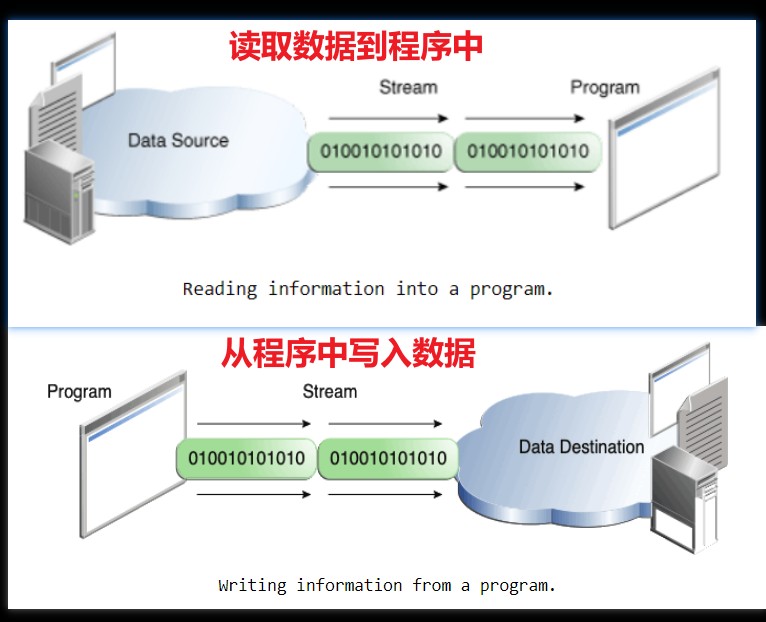 读取数据到程序中
Stream
Program
Data Source
010010101010
010010101010
Reading information into a program.
从程序中写入数据
Program
Stream
Data Destination
010010101010
010010101010
Writing information from a program.